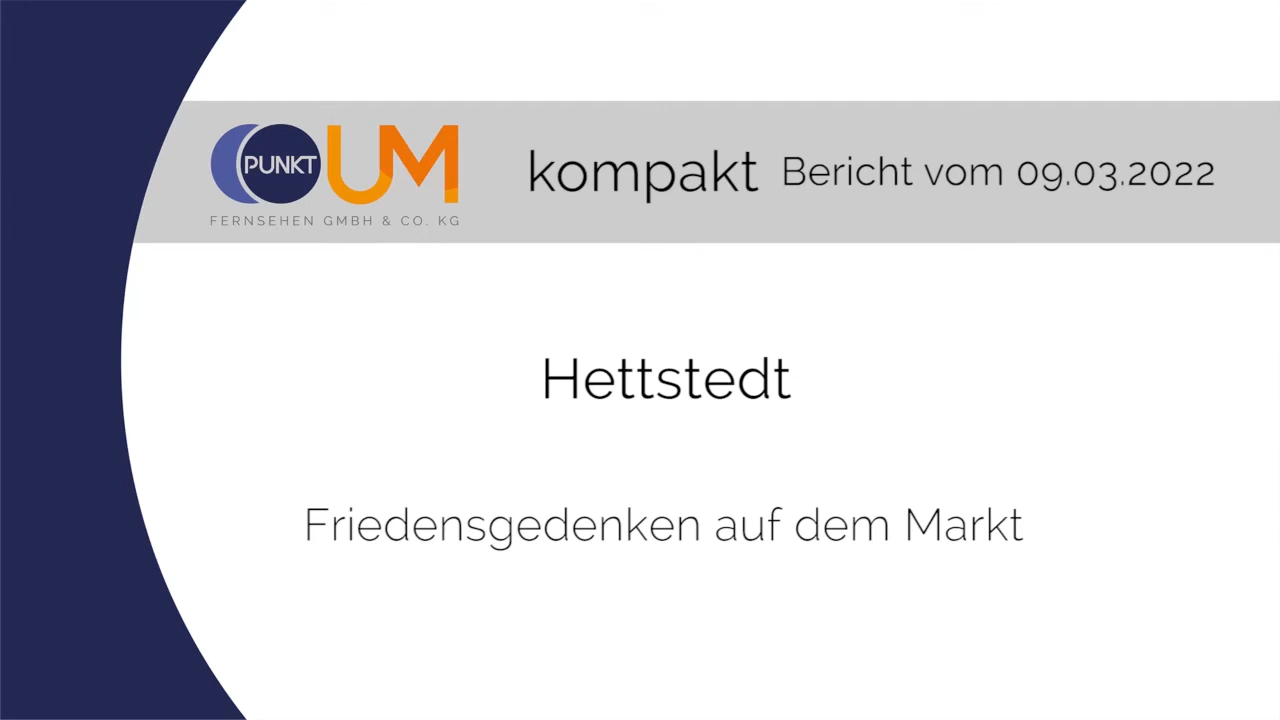 PUNKT UM
FERNSEHEN GMBH & CO. KG
kompakt Bericht vom 09.03.2022
Hettstedt
Friedensgedenken auf dem Markt